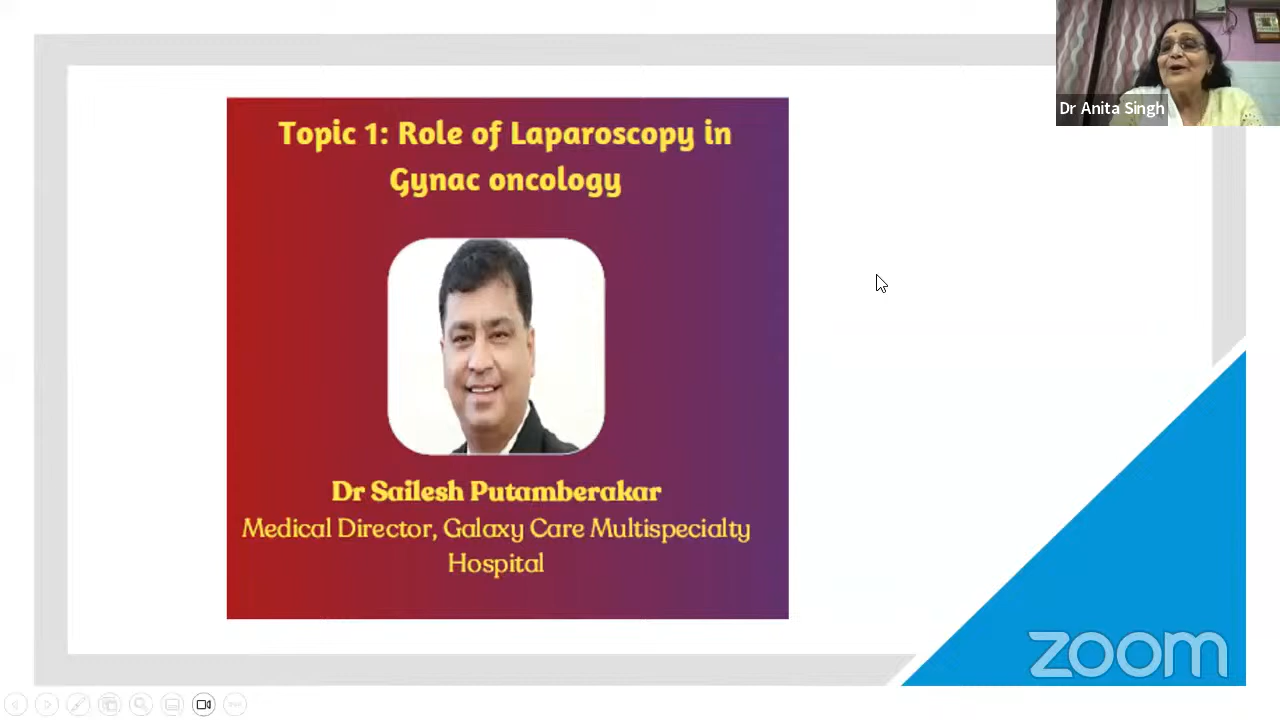 Dr Anita Singh
Topic 1: Role of Laparoscopy in
Gynac oncology
Dr Sailesh Putamberakar
Medical Director, Galaxy Care Multispecialty
Hospital
zoom